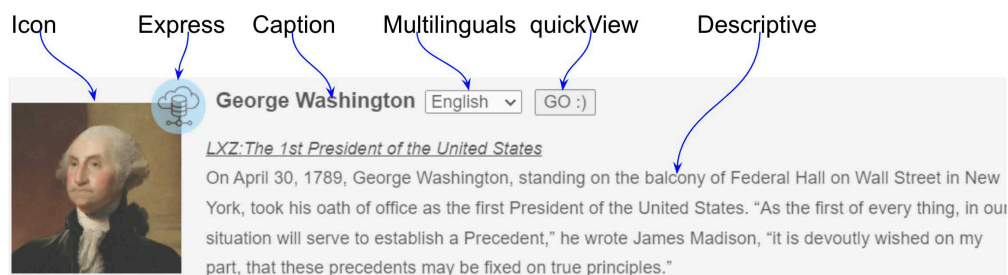 Icon Express Caption Multilinguals quickView Descriptive
George Washington English GO :)
LXZ:The 1st President of the United States
On April 30, 1789, George Washington, standing on the balcony of Federal Hall on Wall Street in New
York, took his oath of office as the first President of the United States. “As the first of every thing, in our
situation will serve to establish a Precedent,” he wrote James Madison, “it is devoutly wished on my
part, that these precedents may be fixed on true principles.”